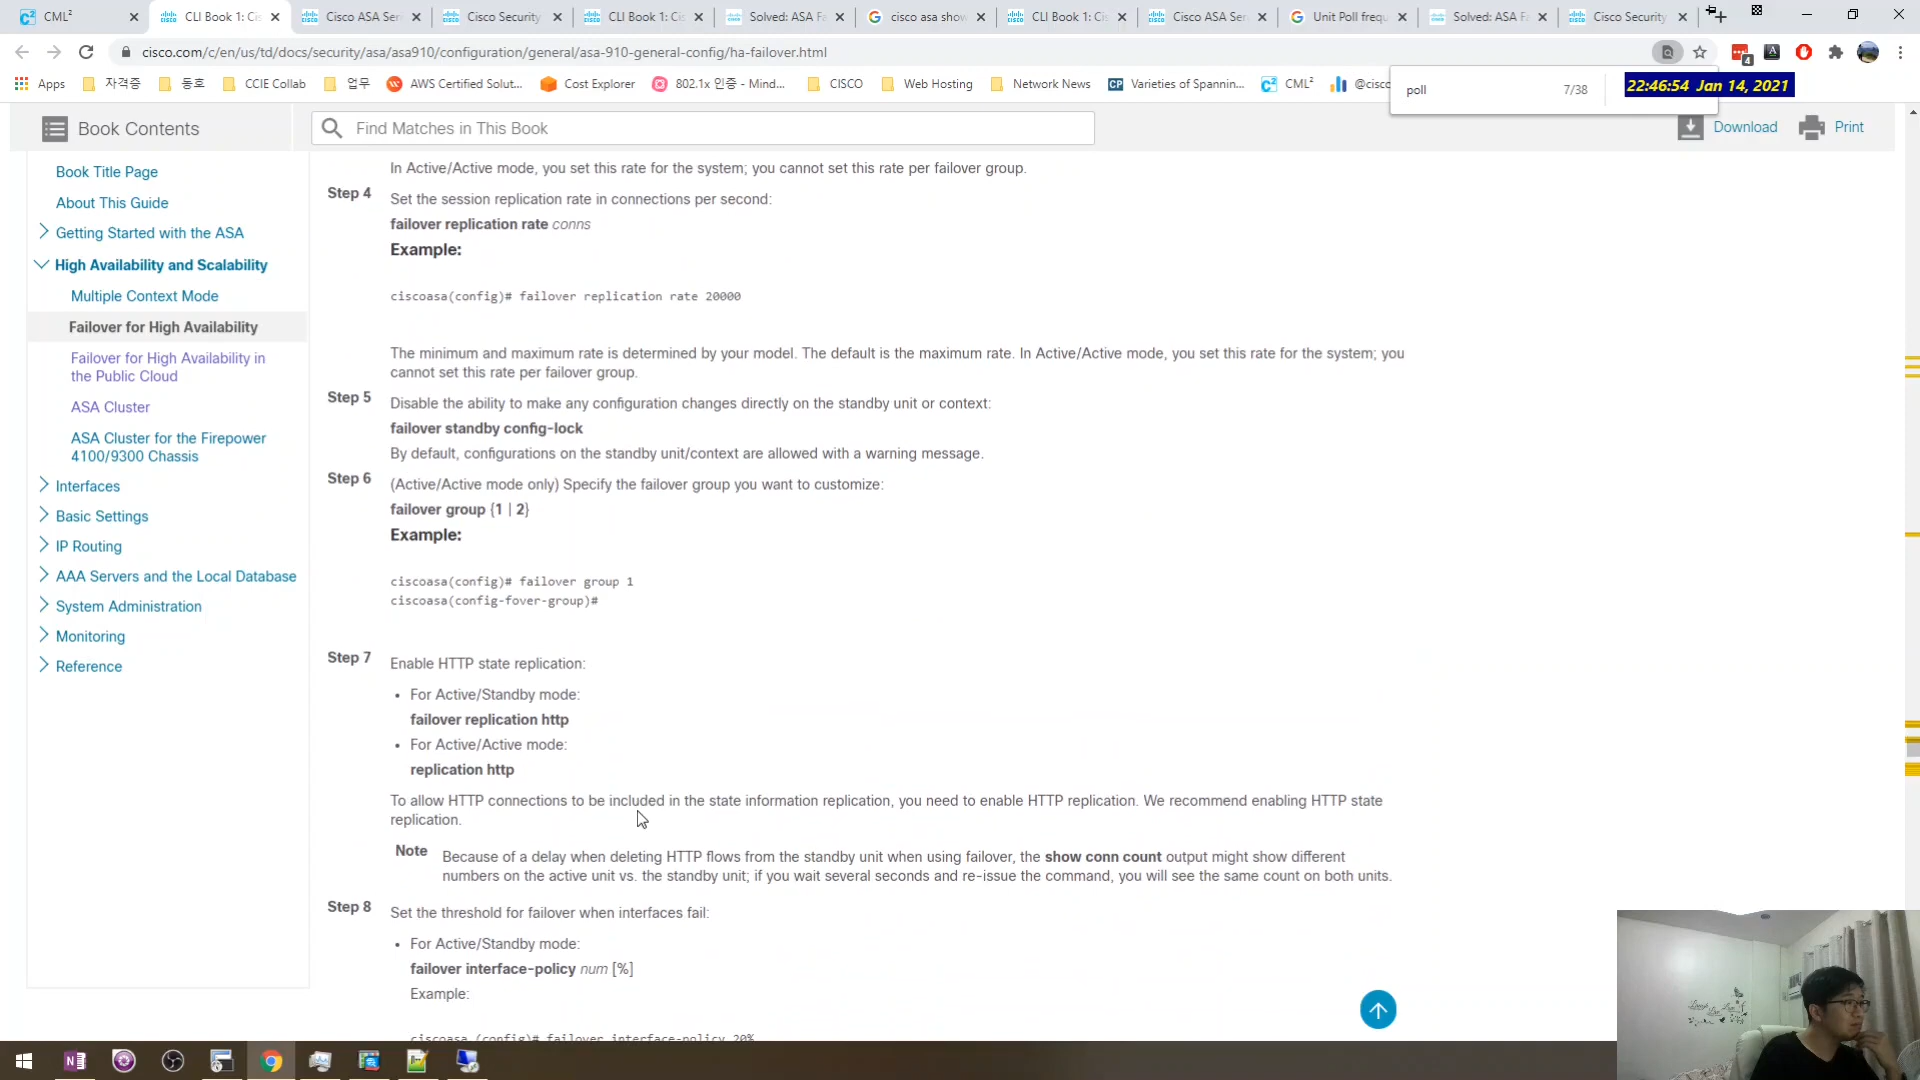 CML²
CLI Book 1: Ci
Cisco ASA Ser
Cisco Security
CLI Book 1: Ci
Solved: ASA Fa
cisco asa show
CLI Book 1: Ci
Cisco ASA Ser
Unit Poll freq
Solved: ASA Fa
Cisco Security
cisco.com/c/en/us/td/docs/security/asa/asa910/configuration/general/asa-910-general-config/ha-failover.html
4
Apps
자격증
동호
CCIE Collab
업무
AWS Certified Solut...
Cost Explorer
802.1x 인증 - Mind...
CISCO
Web Hosting
Network News
CP Varieties of Spannin...
CML²
@cisco
poll
7/38
22:46:54 Jan 14, 2021
Book Contents
Find Matches in This Book
Download
Print
Book Title Page
About This Guide
Getting Started with the ASA
High Availability and Scalability
Multiple Context Mode
Failover for High Availability
Failover for High Availability in
the Public Cloud
ASA Cluster
ASA Cluster for the Firepower
4100/9300 Chassis
Interfaces
Basic Settings
IP Routing
AAA Servers and the Local Database
System Administration
Monitoring
Reference
In Active/Active mode, you set this rate for the system; you cannot set this rate per failover group.
Step 4 Set the session replication rate in connections per second:
failover replication rate conns
Example:
ciscoasa(config)# failover replication rate 20000
The minimum and maximum rate is determined by your model. The default is the maximum rate. In Active/Active mode, you set this rate for the system; you
cannot set this rate per failover group.
Step 5 Disable the ability to make any configuration changes directly on the standby unit or context:
failover standby config-lock
By default, configurations on the standby unit/context are allowed with a warning message.
Step 6 (Active/Active mode only) Specify the failover group you want to customize:
failover group {1 | 2}
Example:
ciscoasa(config)# failover group 1
ciscoasa(config-fover-group)#
Step 7 Enable HTTP state replication:
• For Active/Standby mode:
failover replication http
• For Active/Active mode:
replication http
To allow HTTP connections to be included in the state information replication, you need to enable HTTP replication. We recommend enabling HTTP state
replication.
Note Because of a delay when deleting HTTP flows from the standby unit when using failover, the show conn count output might show different
numbers on the active unit vs. the standby unit; if you wait several seconds and re-issue the command, you will see the same count on both units.
Step 8 Set the threshold for failover when interfaces fail:
• For Active/Standby mode:
failover interface-policy num [%]
Example:
ciscoasa (config)# failover interface-policy 20%